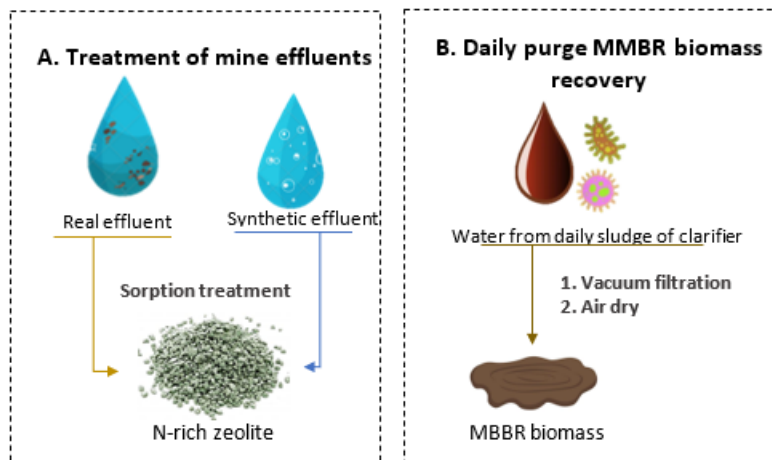 A. Treatment of mine effluents
Real effluent
Synthetic effluent
Sorption treatment
N-rich zeolite
B. Daily purge MMBR biomass
recovery
Water from daily sludge of clarifier
1. Vacuum filtration
2. Air dry
MBBR biomass